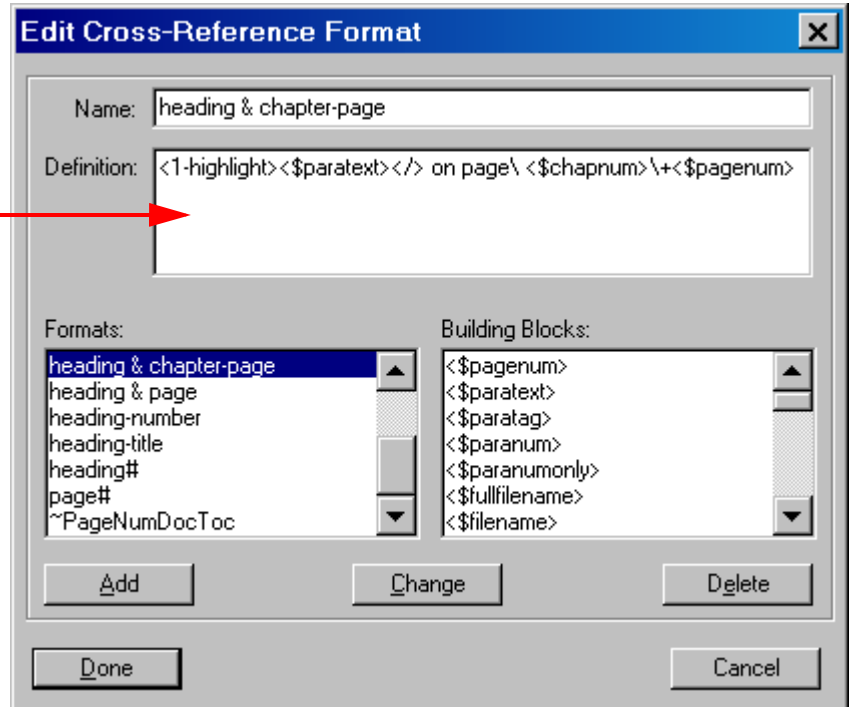 Edit Cross-Reference Format
Name: heading & chapter-page
Definition: <1-highlight><$paratext></> on page\ <$chapnum>\+<$pagenum>
Formats:
heading & chapter-page
heading & page
heading-number
heading-title
heading#
page#
~PageNumDocToc
Building Blocks:
<$pagenum>
<$paratext>
<$paratag>
<$paranum>
<$paranumonly>
<$fullfilename>
<$filename>
Add Change Delete
Done Cancel